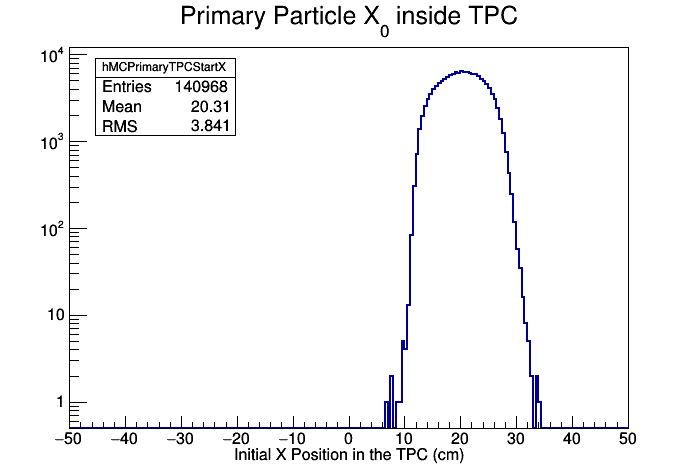 Primary Particle X0 inside TPC
hMCPrimaryTPCStartX
Entries 140968
Mean 20.31
RMS 3.841
10^4
10^3
10^2
10
1
−50 −40 −30 −20 −10 0 10 20 30 40 50
Initial X Position in the TPC (cm)